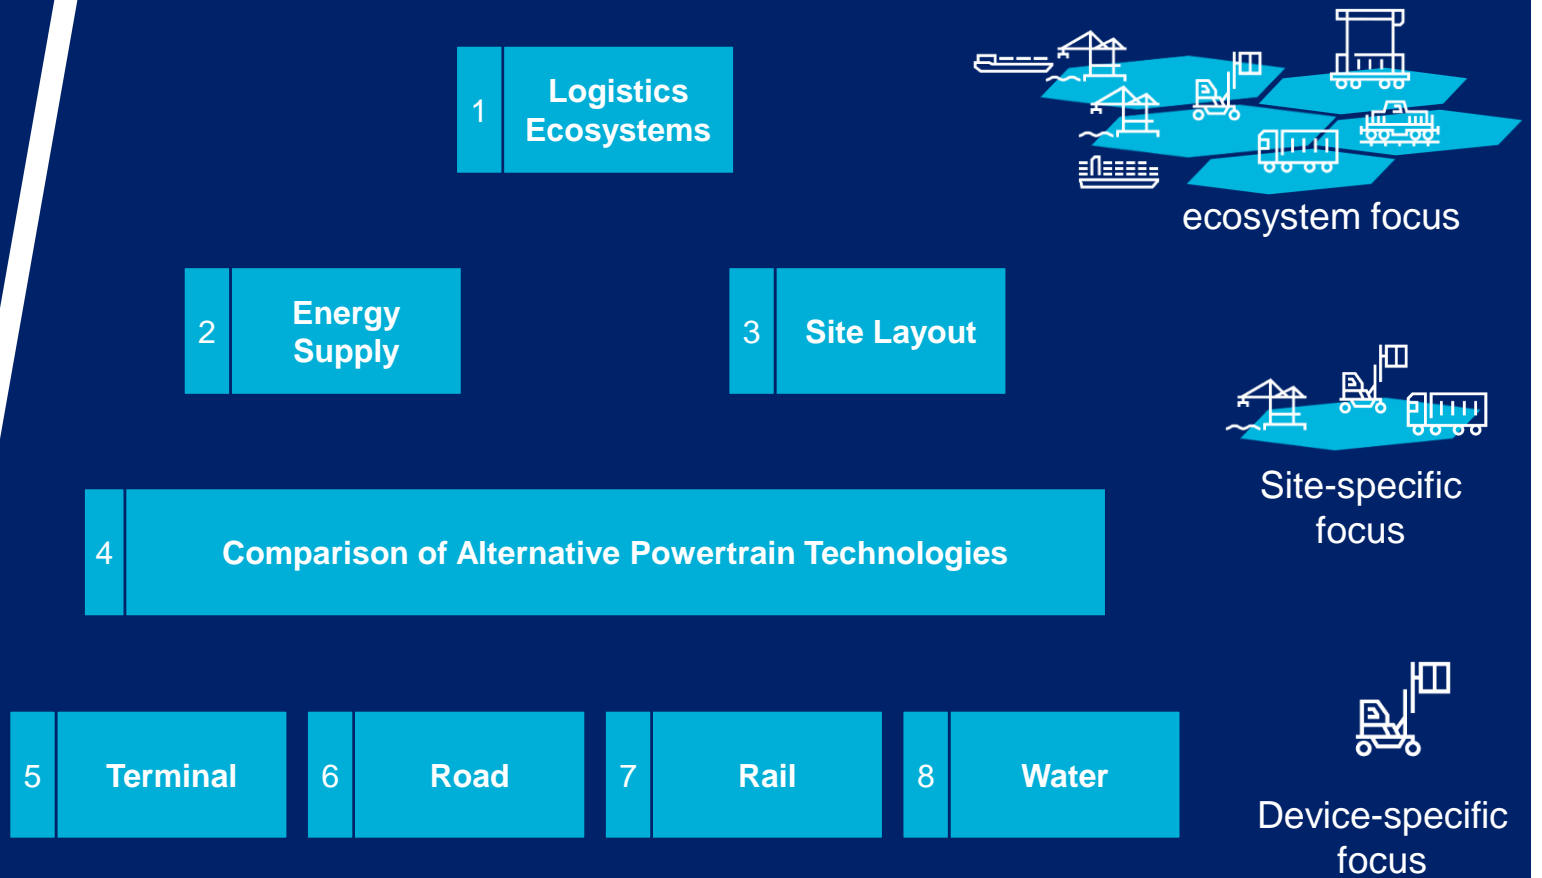 1
Logistics
Ecosystems
ecosystem focus
2
Energy
Supply
3
Site Layout
Site-specific
focus
4
Comparison of Alternative Powertrain Technologies
5
Terminal
6
Road
7
Rail
8
Water
Device-specific
focus